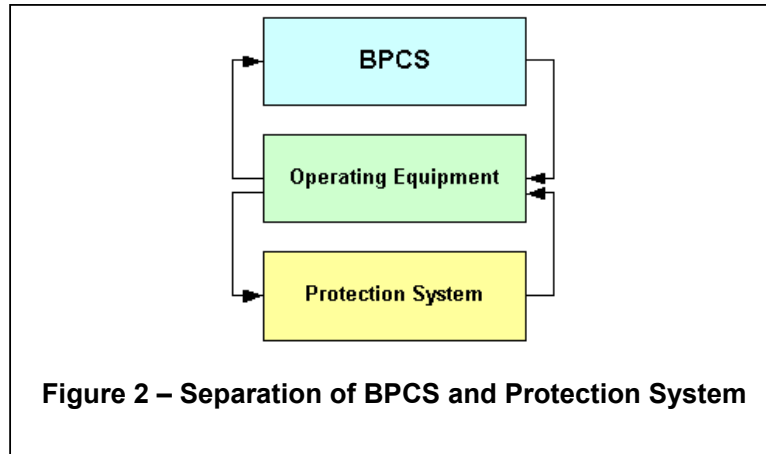 BPCS
Operating Equipment
Protection System
Figure 2 – Separation of BPCS and Protection System